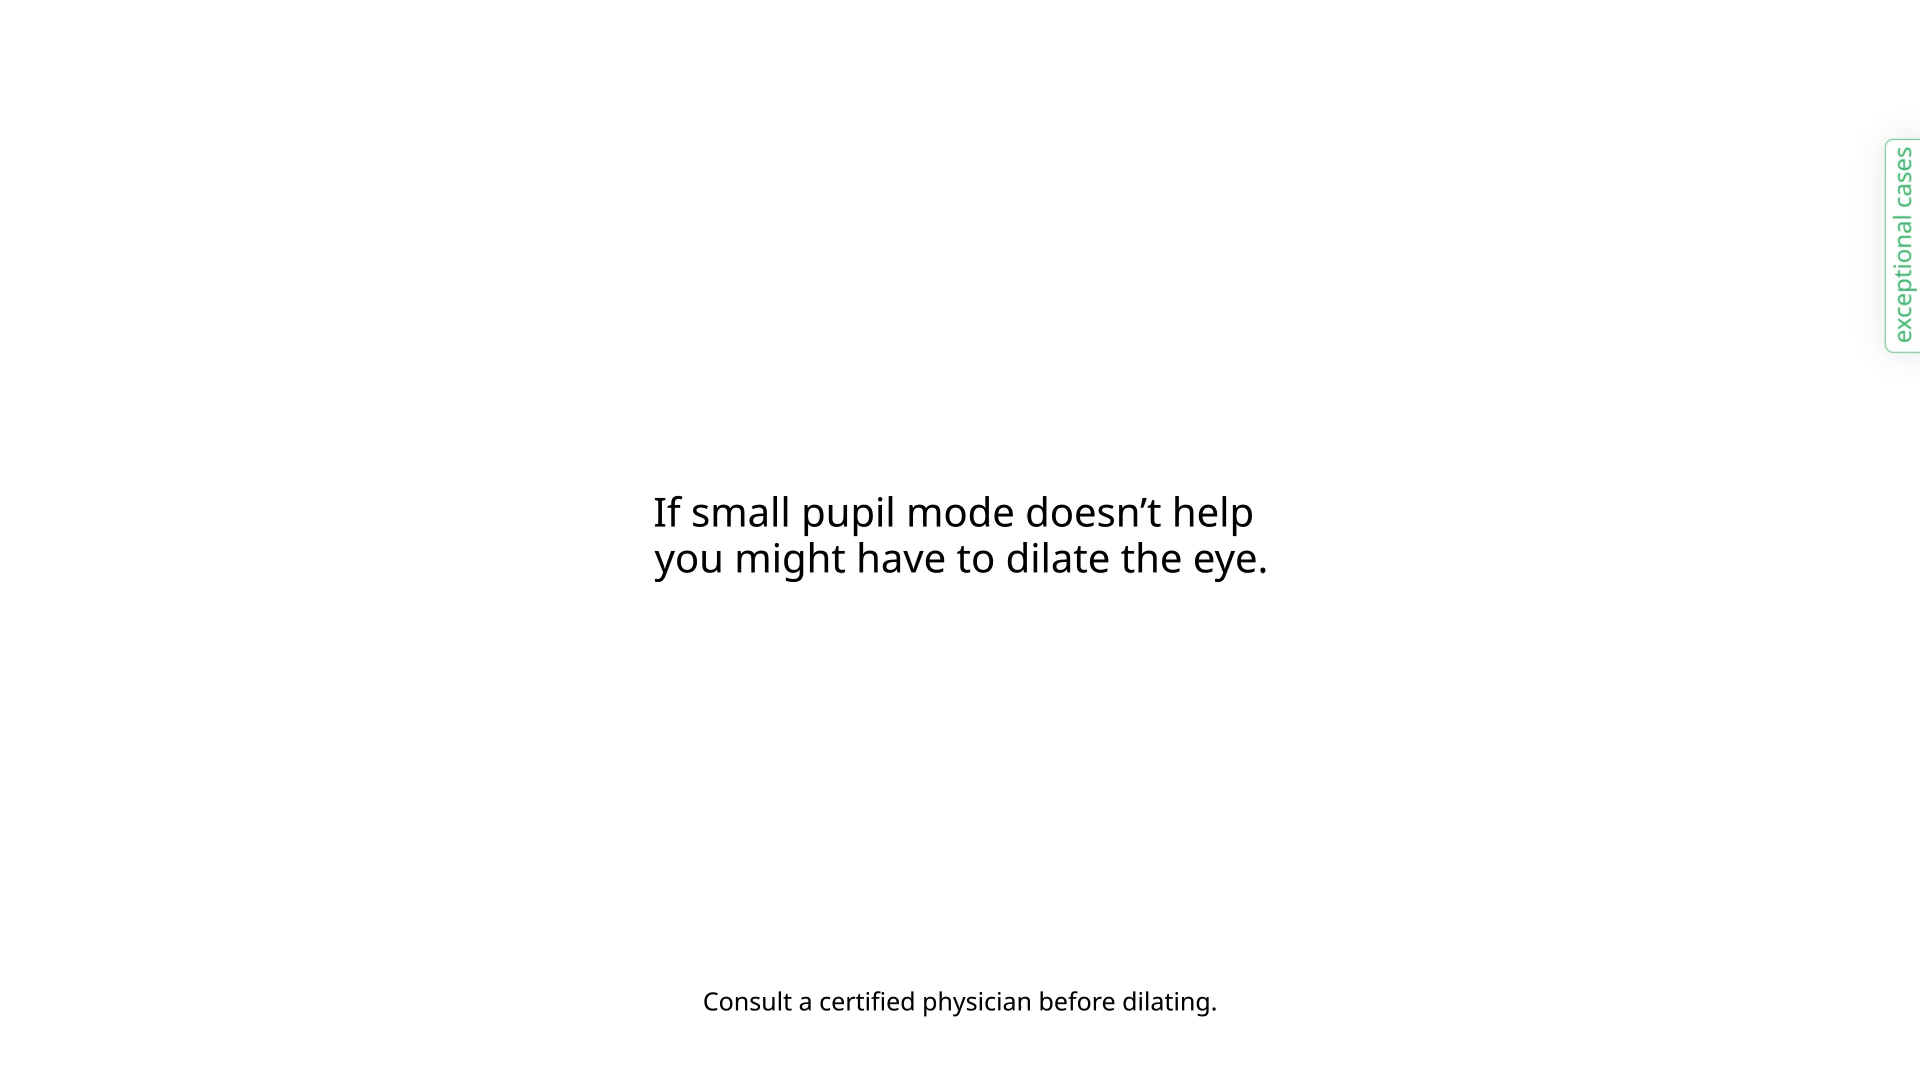 exceptional cases
If small pupil mode doesn’t help
you might have to dilate the eye.
Consult a certified physician before dilating.